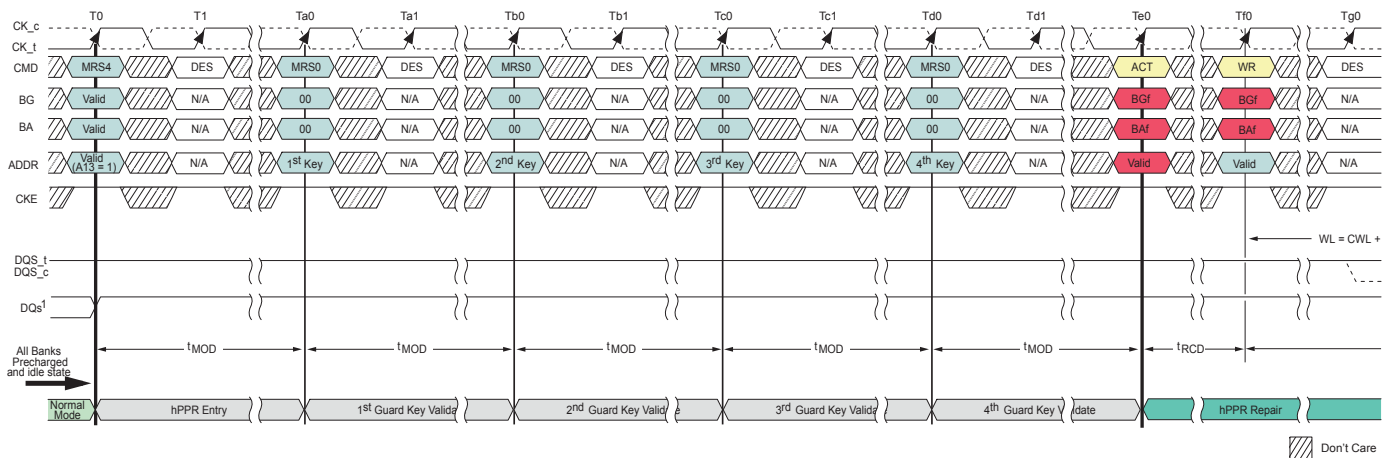 T0 T1 Ta0 Ta1 Tb0 Tb1 Tc0 Tc1 Td0 Td1 Te0 Tf0 Tg0
CK_c
CK_t
CMD MRS4 DES MRS0 DES MRS0 DES MRS0 DES MRS0 DES ACT WR DES
BG Valid N/A 00 N/A 00 N/A 00 N/A 00 N/A BGf BGf N/A
BA Valid N/A 00 N/A 00 N/A 00 N/A 00 N/A BAf BAf N/A
ADDR Valid (A13 = 1) N/A 1st Key N/A 2nd Key N/A 3rd Key N/A 4th Key N/A Valid Valid N/A
CKE
WL = CWL +
DQS_t
DQS_c
DQs1
tMOD tMOD tMOD tMOD tMOD tRCD
All Banks
Precharged
and idle state
Normal Mode hPPR Entry 1st Guard Key Valida 2nd Guard Key Validate 3rd Guard Key Valida 4th Guard Key Validate hPPR Repair
Don't Care